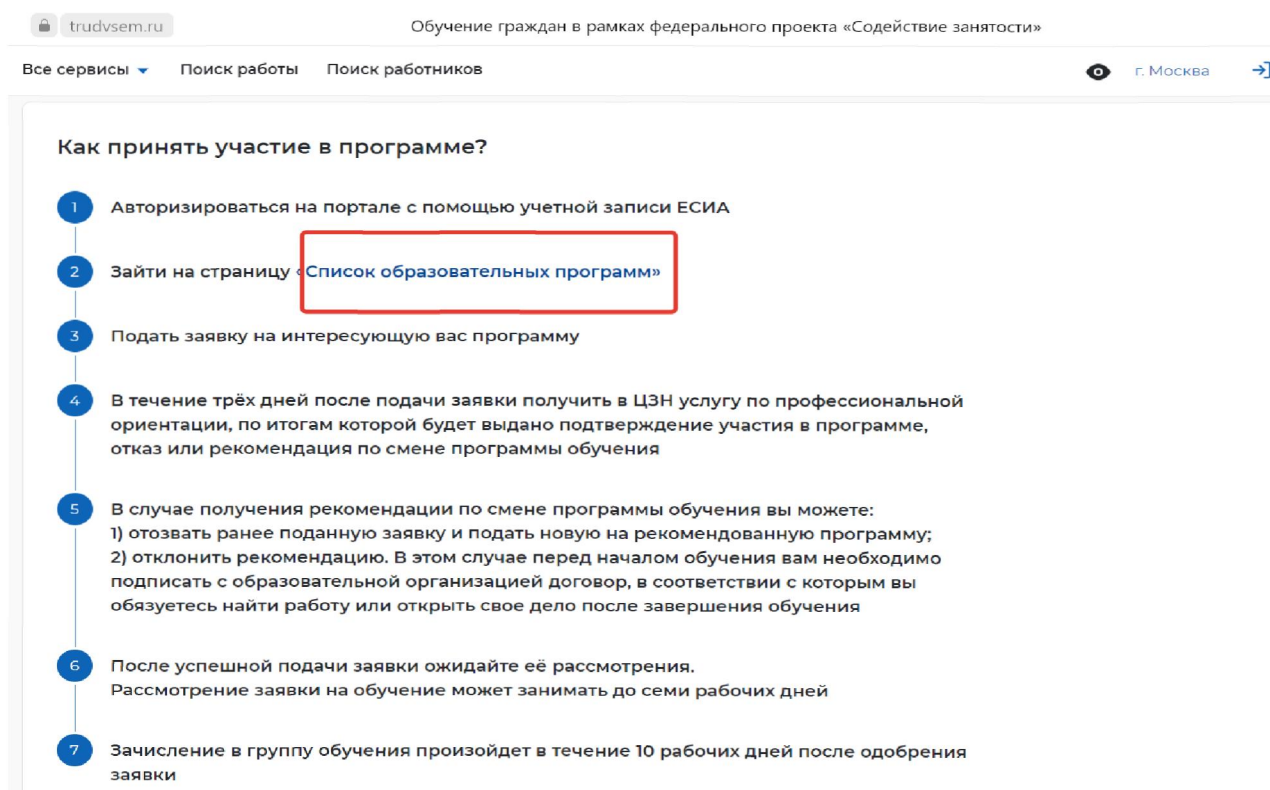 trudvsem.ru
Обучение граждан в рамках федерального проекта «Содействие занятости»
Все сервисы
Поиск работы
Поиск работников
г. Москва
Как принять участие в программе?
1
Авторизироваться на портале с помощью учетной записи ЕСИА
2
Зайти на страницу «Список образовательных программ»
3
Подать заявку на интересующую вас программу
4
В течение трёх дней после подачи заявки получить в ЦЗН услугу по профессиональной
ориентации, по итогам которой будет выдано подтверждение участия в программе,
отказ или рекомендация по смене программы обучения
5
В случае получения рекомендации по смене программы обучения вы можете:
1) отозвать ранее поданную заявку и подать новую на рекомендованную программу;
2) отклонить рекомендацию. В этом случае перед началом обучения вам необходимо
подписать с образовательной организацией договор, в соответствии с которым вы
обязуетесь найти работу или открыть свое дело после завершения обучения
6
После успешной подачи заявки ожидайте её рассмотрения.
Рассмотрение заявки на обучение может занимать до семи рабочих дней
7
Зачисление в группу обучения произойдет в течение 10 рабочих дней после одобрения
заявки